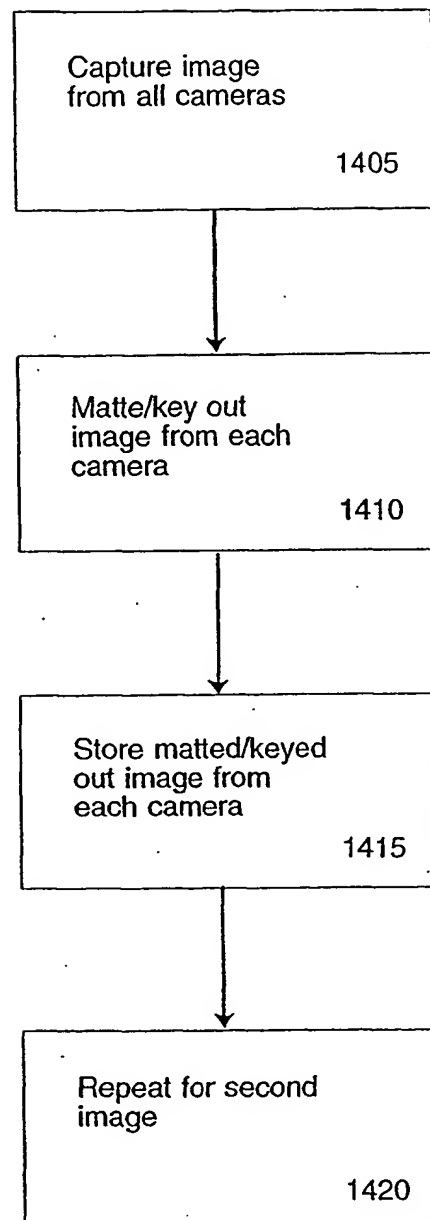 Capture image
from all cameras
1405
Matte/key out
image from each
camera
1410
Store matted/keyed
out image from
each camera
1415
Repeat for second
image
1420